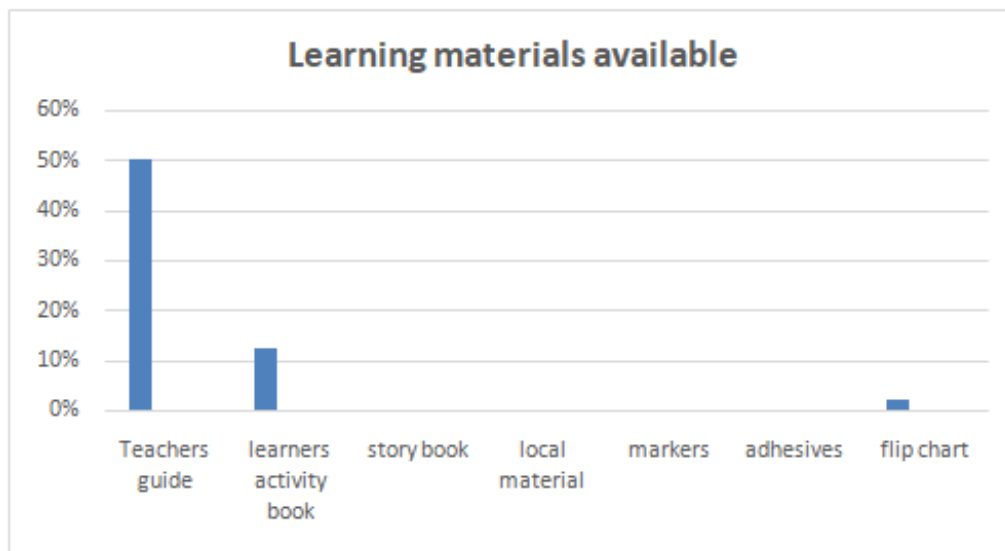 Learning materials available
60%
50%
40%
30%
20%
10%
0%
Teachers
guide
learners
activity
book
story book
local
material
markers
adhesives
flip chart